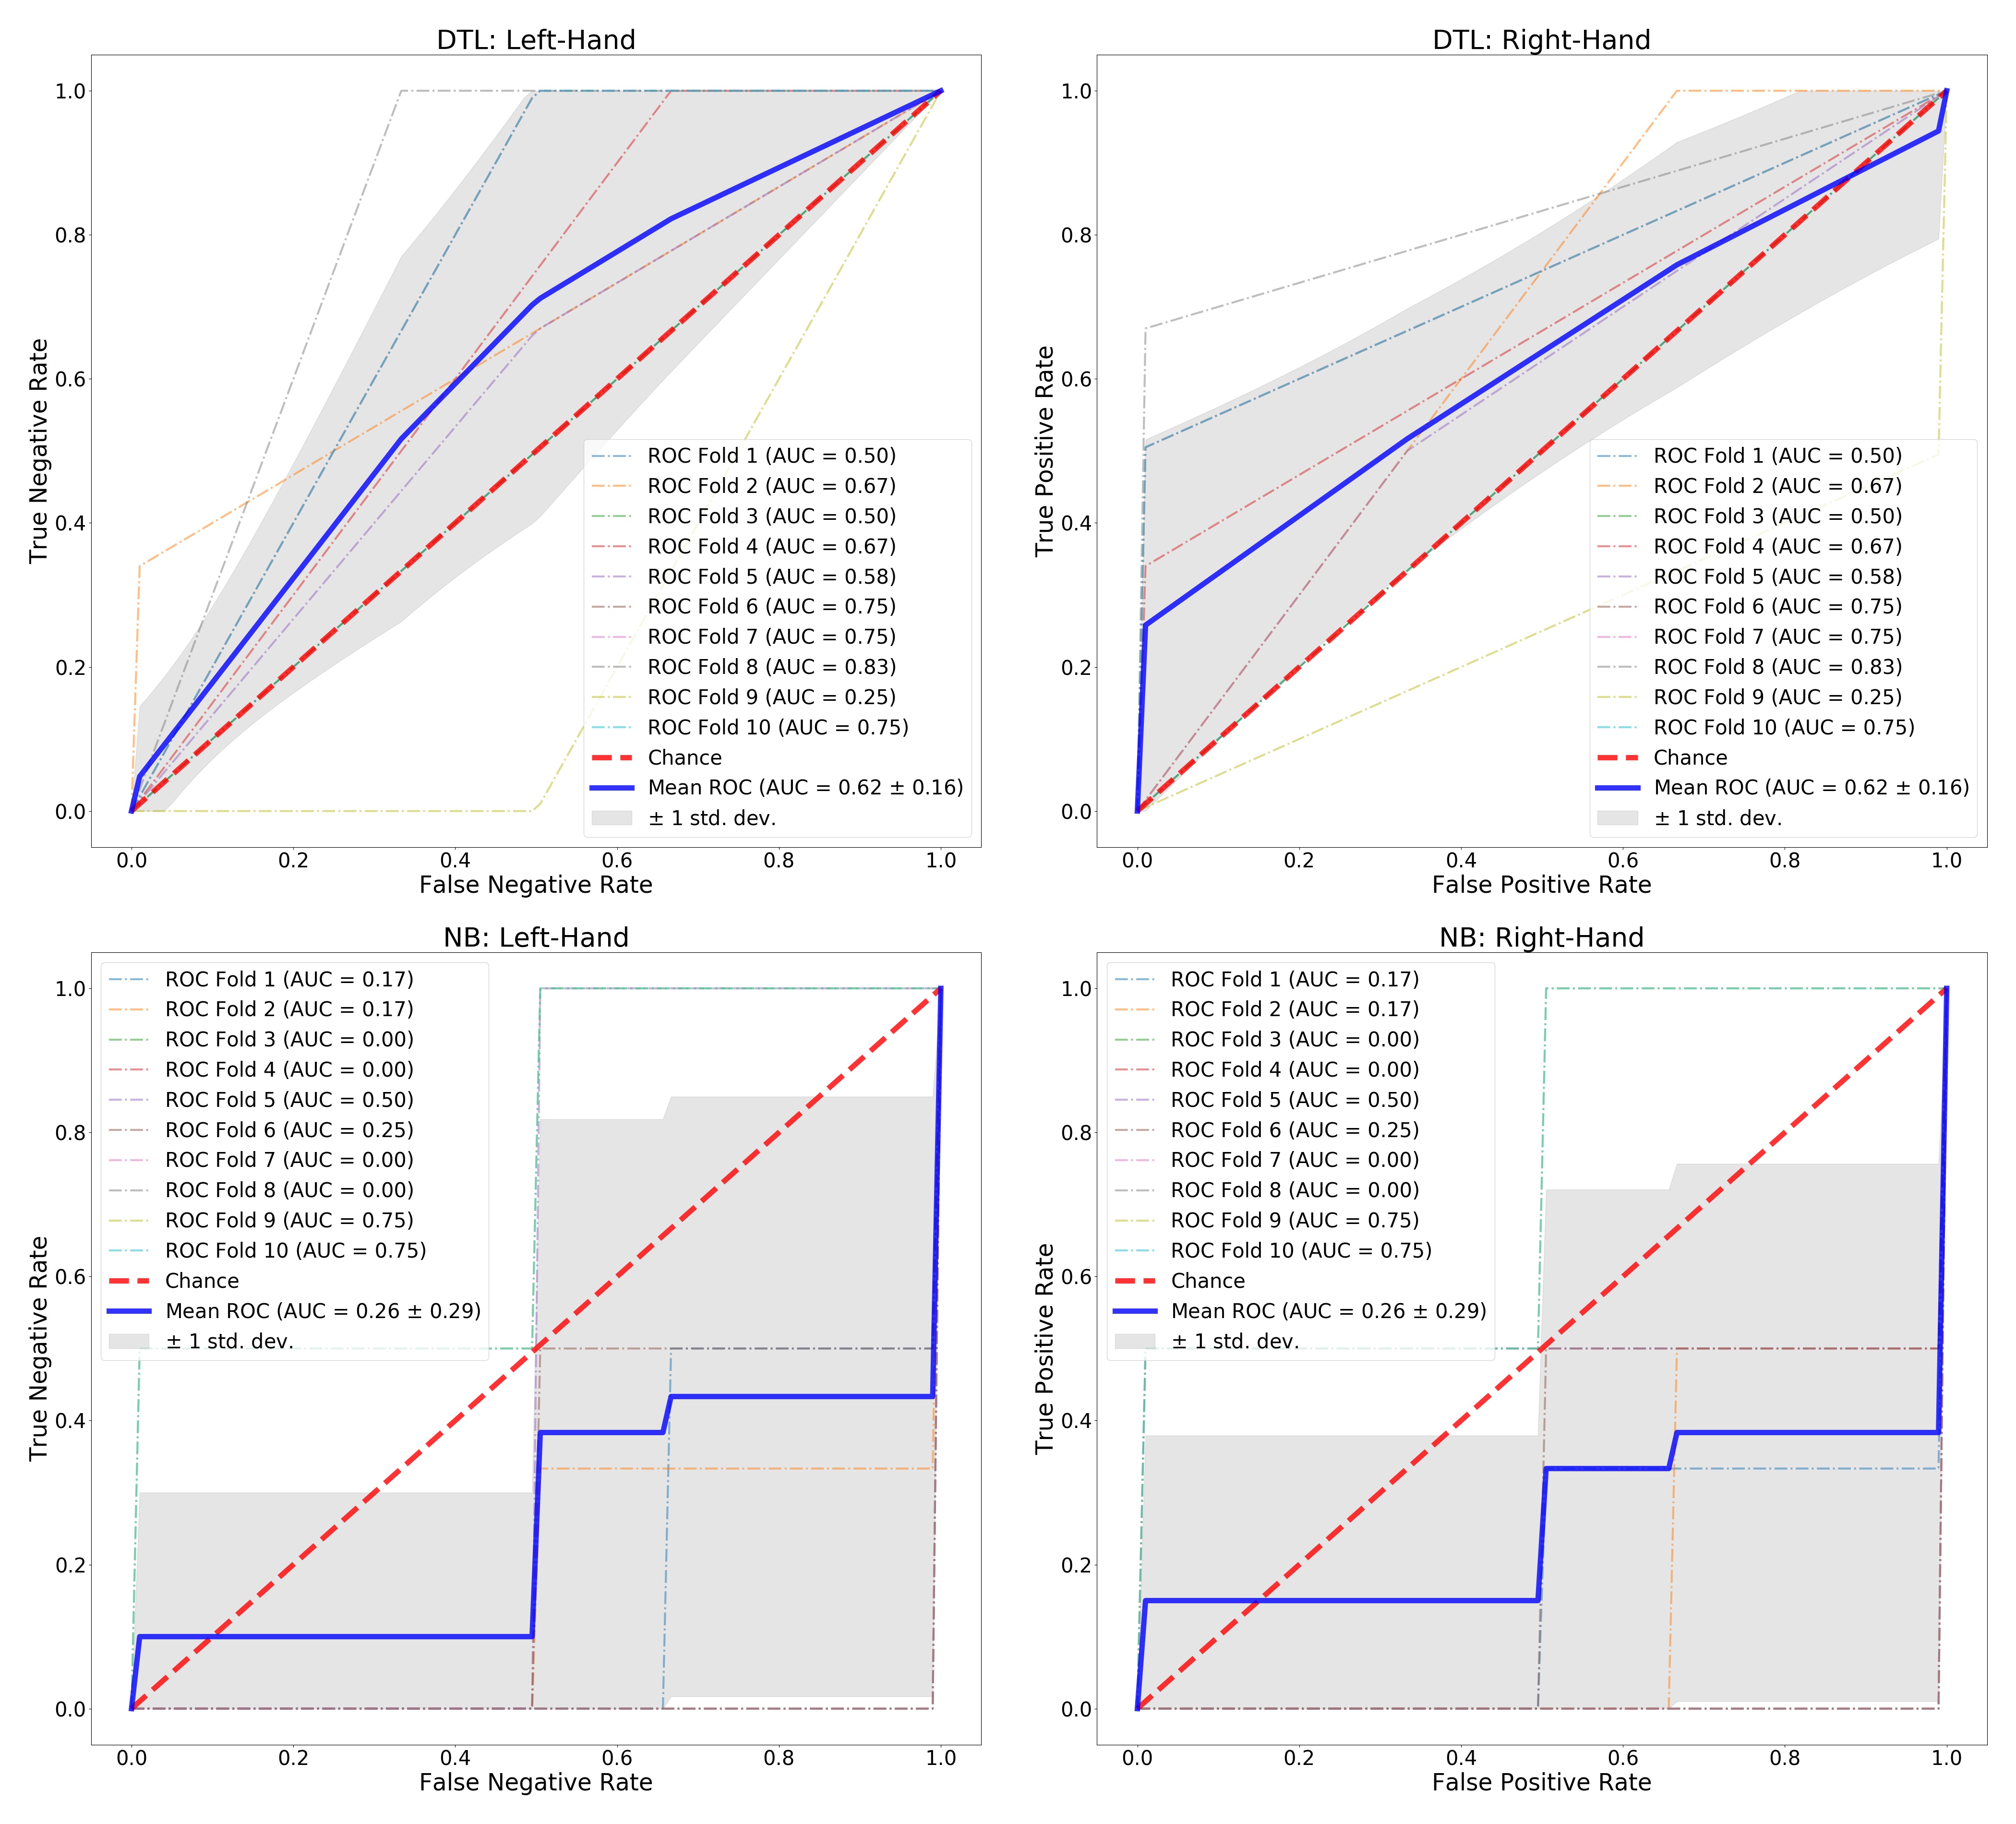 DTL: Left-Hand
True Negative Rate
1.0
0.8
0.6
0.4
0.2
0.0
ROC Fold 1 (AUC = 0.50)
ROC Fold 2 (AUC = 0.67)
ROC Fold 3 (AUC = 0.50)
ROC Fold 4 (AUC = 0.67)
ROC Fold 5 (AUC = 0.58)
ROC Fold 6 (AUC = 0.75)
ROC Fold 7 (AUC = 0.75)
ROC Fold 8 (AUC = 0.83)
ROC Fold 9 (AUC = 0.25)
ROC Fold 10 (AUC = 0.75)
Chance
Mean ROC (AUC = 0.62 ± 0.16)
± 1 std. dev.
0.0 0.2 0.4 0.6 0.8 1.0
False Negative Rate
DTL: Right-Hand
True Positive Rate
1.0
0.8
0.6
0.4
0.2
0.0
ROC Fold 1 (AUC = 0.50)
ROC Fold 2 (AUC = 0.67)
ROC Fold 3 (AUC = 0.50)
ROC Fold 4 (AUC = 0.67)
ROC Fold 5 (AUC = 0.58)
ROC Fold 6 (AUC = 0.75)
ROC Fold 7 (AUC = 0.75)
ROC Fold 8 (AUC = 0.83)
ROC Fold 9 (AUC = 0.25)
ROC Fold 10 (AUC = 0.75)
Chance
Mean ROC (AUC = 0.62 ± 0.16)
± 1 std. dev.
0.0 0.2 0.4 0.6 0.8 1.0
False Positive Rate
NB: Left-Hand
True Negative Rate
1.0
0.8
0.6
0.4
0.2
0.0
ROC Fold 1 (AUC = 0.17)
ROC Fold 2 (AUC = 0.17)
ROC Fold 3 (AUC = 0.00)
ROC Fold 4 (AUC = 0.00)
ROC Fold 5 (AUC = 0.50)
ROC Fold 6 (AUC = 0.25)
ROC Fold 7 (AUC = 0.00)
ROC Fold 8 (AUC = 0.00)
ROC Fold 9 (AUC = 0.75)
ROC Fold 10 (AUC = 0.75)
Chance
Mean ROC (AUC = 0.26 ± 0.29)
± 1 std. dev.
0.0 0.2 0.4 0.6 0.8 1.0
False Negative Rate
NB: Right-Hand
True Positive Rate
1.0
0.8
0.6
0.4
0.2
0.0
ROC Fold 1 (AUC = 0.17)
ROC Fold 2 (AUC = 0.17)
ROC Fold 3 (AUC = 0.00)
ROC Fold 4 (AUC = 0.00)
ROC Fold 5 (AUC = 0.50)
ROC Fold 6 (AUC = 0.25)
ROC Fold 7 (AUC = 0.00)
ROC Fold 8 (AUC = 0.00)
ROC Fold 9 (AUC = 0.75)
ROC Fold 10 (AUC = 0.75)
Chance
Mean ROC (AUC = 0.26 ± 0.29)
± 1 std. dev.
0.0 0.2 0.4 0.6 0.8 1.0
False Positive Rate